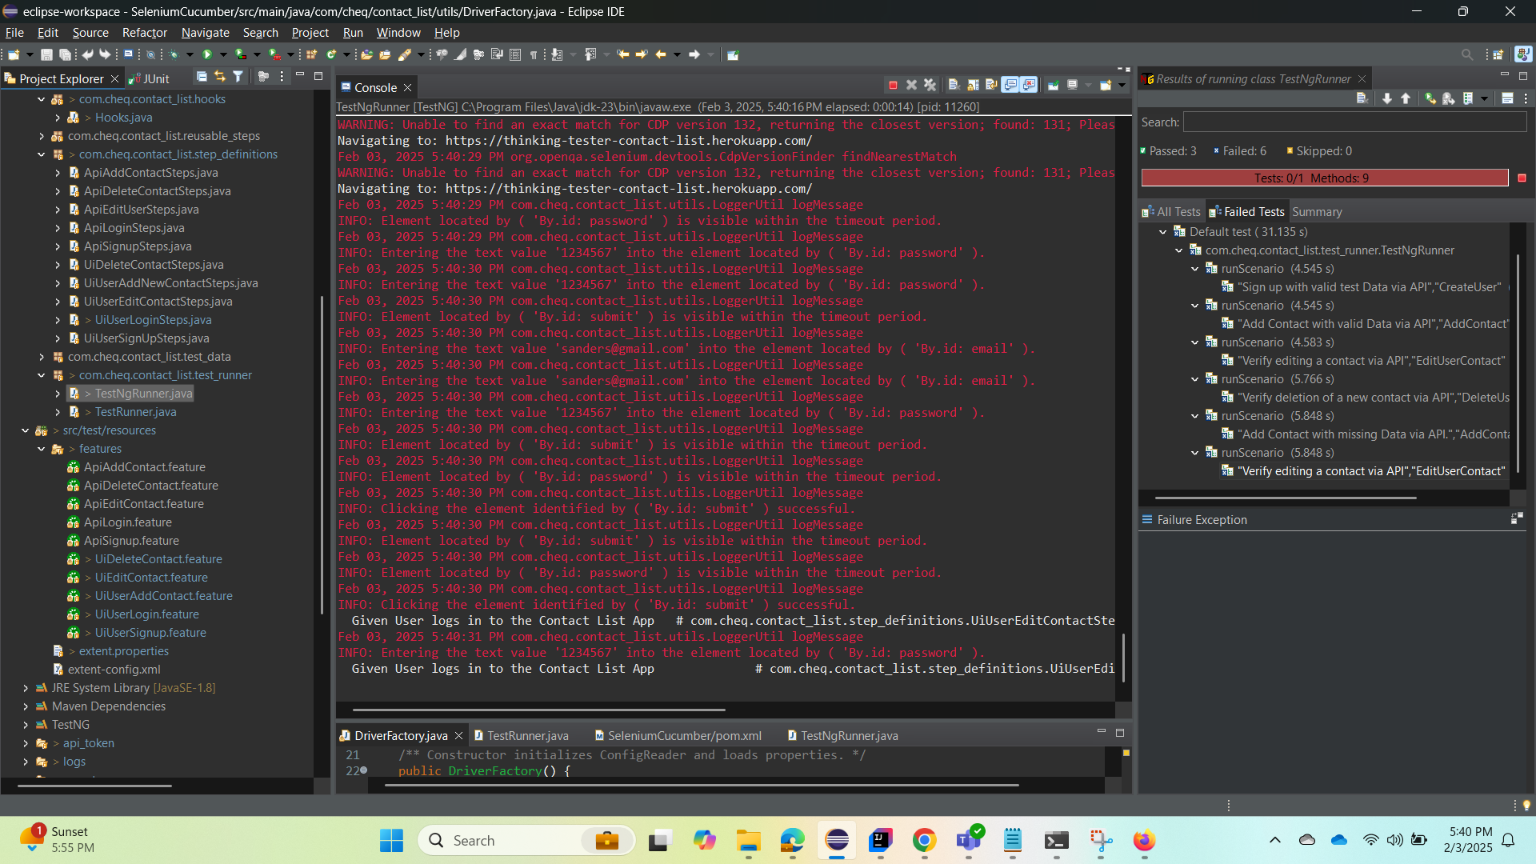 eclipse-workspace - SeleniumCucumber/src/main/java/com/cheq/contact_list/utils/DriverFactory.java - Eclipse IDE
File Edit Source Refactor Navigate Search Project Run Window Help
Project Explorer
JUnit
com.cheq.contact_list.hooks
> Hooks.java
com.cheq.contact_list.reusable_steps
> com.cheq.contact_list.step_definitions
ApiAddContactSteps.java
ApiDeleteContactSteps.java
ApiEditUserSteps.java
ApiLoginSteps.java
ApiSignupSteps.java
UiDeleteContactSteps.java
UiUserAddNewContactSteps.java
UiUserEditContactSteps.java
> UiUserLoginSteps.java
UiUserSignUpSteps.java
com.cheq.contact_list.test_data
> com.cheq.contact_list.test_runner
> TestNgRunner.java
> TestRunner.java
> src/test/resources
> features
ApiAddContact.feature
ApiDeleteContact.feature
ApiEditContact.feature
ApiLogin.feature
ApiSignup.feature
> UiDeleteContact.feature
> UiEditContact.feature
> UiUserAddContact.feature
> UiUserLogin.feature
> UiUserSignup.feature
> extent.properties
extent-config.xml
JRE System Library [JavaSE-1.8]
Maven Dependencies
TestNG
> api_token
> logs
Console
TestNgRunner [TestNG] C:\Program Files\Java\jdk-23\bin\javaw.exe (Feb 3, 2025, 5:40:16 PM elapsed: 0:00:14) [pid: 11260]
WARNING: Unable to find an exact match for CDP version 132, returning the closest version; found: 131; Pleas
Navigating to: https://thinking-tester-contact-list.herokuapp.com/
Feb 03, 2025 5:40:29 PM org.openqa.selenium.devtools.CdpVersionFinder findNearestMatch
WARNING: Unable to find an exact match for CDP version 132, returning the closest version; found: 131; Pleas
Navigating to: https://thinking-tester-contact-list.herokuapp.com/
Feb 03, 2025 5:40:29 PM com.cheq.contact_list.utils.LoggerUtil logMessage
INFO: Element located by ( 'By.id: password' ) is visible within the timeout period.
Feb 03, 2025 5:40:29 PM com.cheq.contact_list.utils.LoggerUtil logMessage
INFO: Entering the text value '1234567' into the element located by ( 'By.id: password' ).
Feb 03, 2025 5:40:30 PM com.cheq.contact_list.utils.LoggerUtil logMessage
INFO: Entering the text value '1234567' into the element located by ( 'By.id: password' ).
Feb 03, 2025 5:40:30 PM com.cheq.contact_list.utils.LoggerUtil logMessage
INFO: Element located by ( 'By.id: submit' ) is visible within the timeout period.
Feb 03, 2025 5:40:30 PM com.cheq.contact_list.utils.LoggerUtil logMessage
INFO: Entering the text value 'sanders@gmail.com' into the element located by ( 'By.id: email' ).
Feb 03, 2025 5:40:30 PM com.cheq.contact_list.utils.LoggerUtil logMessage
INFO: Entering the text value 'sanders@gmail.com' into the element located by ( 'By.id: email' ).
Feb 03, 2025 5:40:30 PM com.cheq.contact_list.utils.LoggerUtil logMessage
INFO: Entering the text value '1234567' into the element located by ( 'By.id: password' ).
Feb 03, 2025 5:40:30 PM com.cheq.contact_list.utils.LoggerUtil logMessage
INFO: Element located by ( 'By.id: submit' ) is visible within the timeout period.
Feb 03, 2025 5:40:30 PM com.cheq.contact_list.utils.LoggerUtil logMessage
INFO: Element located by ( 'By.id: password' ) is visible within the timeout period.
Feb 03, 2025 5:40:30 PM com.cheq.contact_list.utils.LoggerUtil logMessage
INFO: Clicking the element identified by ( 'By.id: submit' ) successful.
Feb 03, 2025 5:40:30 PM com.cheq.contact_list.utils.LoggerUtil logMessage
INFO: Element located by ( 'By.id: submit' ) is visible within the timeout period.
Feb 03, 2025 5:40:30 PM com.cheq.contact_list.utils.LoggerUtil logMessage
INFO: Element located by ( 'By.id: password' ) is visible within the timeout period.
Feb 03, 2025 5:40:30 PM com.cheq.contact_list.utils.LoggerUtil logMessage
INFO: Clicking the element identified by ( 'By.id: submit' ) successful.
Given User logs in to the Contact List App # com.cheq.contact_list.step_definitions.UiUserEditContactSte
Feb 03, 2025 5:40:31 PM com.cheq.contact_list.utils.LoggerUtil logMessage
INFO: Entering the text value '1234567' into the element located by ( 'By.id: password' ).
Given User logs in to the Contact List App # com.cheq.contact_list.step_definitions.UiUserEdi
DriverFactory.java TestRunner.java SeleniumCucumber/pom.xml TestNgRunner.java
21 /** Constructor initializes ConfigReader and loads properties. */
22 public DriverFactory() {
Results of running class TestNgRunner
Search:
Passed: 3 Failed: 6 Skipped: 0
Tests: 0/1 Methods: 9
All Tests Failed Tests Summary
Default test ( 31.135 s)
com.cheq.contact_list.test_runner.TestNgRunner
runScenario (4.545 s)
"Sign up with valid test Data via API","CreateUser"
runScenario (4.545 s)
"Add Contact with valid Data via API","AddContact"
runScenario (4.583 s)
"Verify editing a contact via API","EditUserContact"
runScenario (5.766 s)
"Verify deletion of a new contact via API","DeleteUs
runScenario (5.848 s)
"Add Contact with missing Data via API.","AddConta
runScenario (5.848 s)
"Verify editing a contact via API","EditUserContact"
Failure Exception
1
Sunset
5:55 PM
Search
5:40 PM
2/3/2025